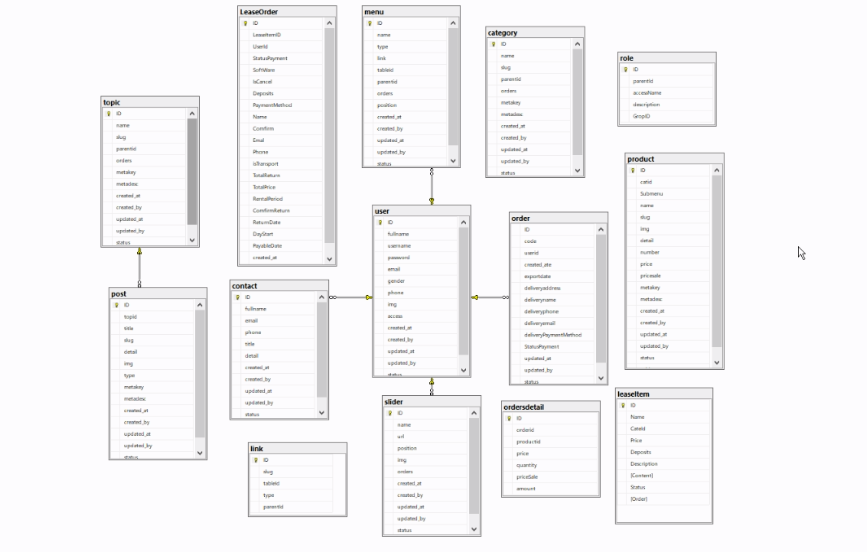 LeaseOrder
ID
LeaseItemID
UserId
StatusPayment
SoftWare
IsCancel
Deposits
PaymentMethod
Name
Comfirm
Emai
Phone
isTransport
TotalReturn
TotalPrice
RentalPeriod
ComfirmReturn
ReturnDate
DayStart
PayableDate
created_at
menu
ID
name
type
link
tableid
parentid
orders
position
created_at
created_by
updated_at
updated_by
status
category
ID
name
slug
parentid
orders
metakey
metadesc
created_at
created_by
updated_at
updated_by
status
role
ID
parentid
accesName
description
GropID
topic
ID
name
slug
parentid
orders
metakey
metadesc
created_at
created_by
updated_at
updated_by
status
product
ID
catid
Submenu
name
slug
img
detail
number
price
pricesale
metakey
metadesc
created_at
created_by
updated_at
updated_by
status
user
ID
fullname
username
password
email
gender
phone
img
access
created_at
created_by
updated_at
updated_by
status
order
ID
code
userid
created_ate
exportdate
deliveryaddress
deliveryname
deliveryphone
deliveryemail
deliveryPaymentMethod
StatusPayment
updated_at
updated_by
status
contact
ID
fullname
email
phone
title
detail
created_at
created_by
updated_at
updated_by
status
post
ID
topid
title
slug
detail
img
type
metakey
metadesc
created_at
created_by
updated_at
updated_by
status
slider
ID
name
url
position
img
orders
created_at
created_by
updated_at
updated_by
status
ordersdetail
ID
orderid
productid
price
quantity
priceSale
amount
leaseItem
ID
Name
CateId
Price
Deposits
Description
[Content]
Status
[Order]
link
ID
slug
tableid
type
parentid